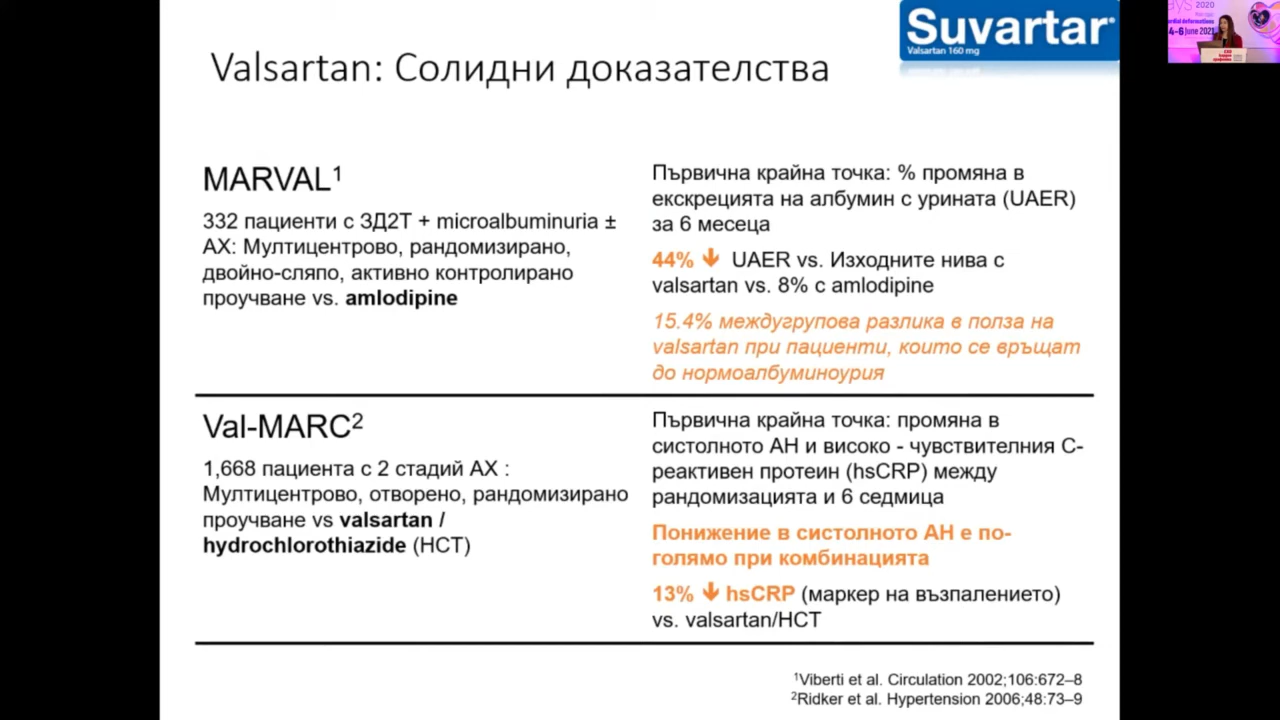 Suvartar®
Valsartan 160 mg
Valsartan: Солидни доказателства
MARVAL¹
332 пациенти с ЗД2Т + microalbuminuria ±
АХ: Мултицентрово, рандомизирано,
двойно-сляпо, активно контролирано
проучване vs. amlodipine
Първична крайна точка: % промяна в
екскрецията на албумин с урината (UAER)
за 6 месеца
44% ↓ UAER vs. Изходните нива с
valsartan vs. 8% с amlodipine
15.4% междугрупова разлика в полза на
valsartan при пациенти, които се връщат
до нормоалбуминоурия
Val-MARC²
1,668 пациента с 2 стадий АХ :
Мултицентрово, отворено, рандомизирано
проучване vs valsartan /
hydrochlorothiazide (HCT)
Първична крайна точка: промяна в
систолното АН и високо - чувствителния С-
реактивен протеин (hsCRP) между
рандомизацията и 6 седмица
Понижение в систолното АН е по-
голямо при комбинацията
13% ↓ hsCRP (маркер на възпалението)
vs. valsartan/HCT
¹Viberti et al. Circulation 2002;106:672–8
²Ridker et al. Hypertension 2006;48:73–9
2020
4-6 June 2021